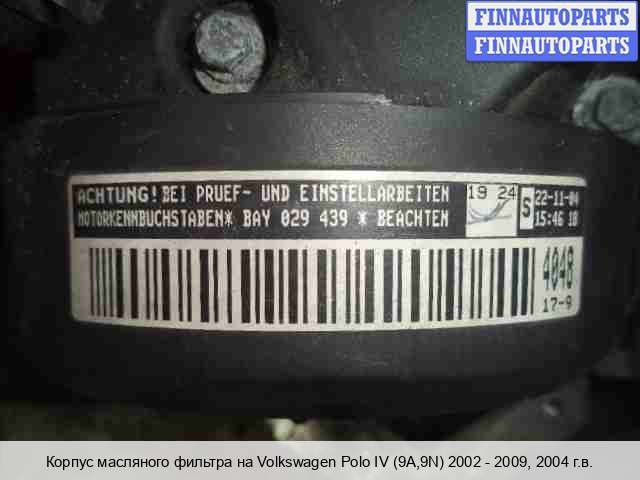 FINNAUTOPARTS
FINNAUTOPARTS
ACHTUNG! BEI PRUEF- UND EINSTELLARBEITEN
MOTORKENNBUCHSTABEN* BAY 029 439 * BEACHTEN
19 24
S
22-11-04
15:46 18
4048
17-9
Корпус масляного фильтра на Volkswagen Polo IV (9A,9N) 2002 - 2009, 2004 г.в.